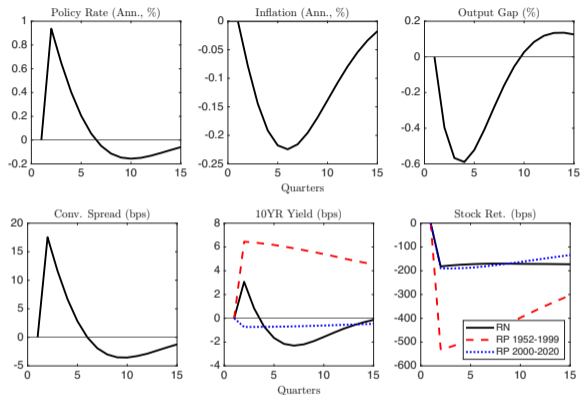 Policy Rate (Ann., %)
1
0.8
0.6
0.4
0.2
0
-0.2
0 5 10 15
Inflation (Ann., %)
0
-0.05
-0.1
-0.15
-0.2
-0.25
0 5 10 15
Quarters
Output Gap (%)
0.2
0
-0.2
-0.4
-0.6
0 5 10 15
Conv. Spread (bps)
20
15
10
5
0
-5
0 5 10 15
10YR Yield (bps)
8
6
4
2
0
-2
-4
0 5 10 15
Quarters
Stock Ret. (bps)
0
-100
-200
-300
-400
-500
-600
0 5 10 15
RN
RP 1952-1999
RP 2000-2020